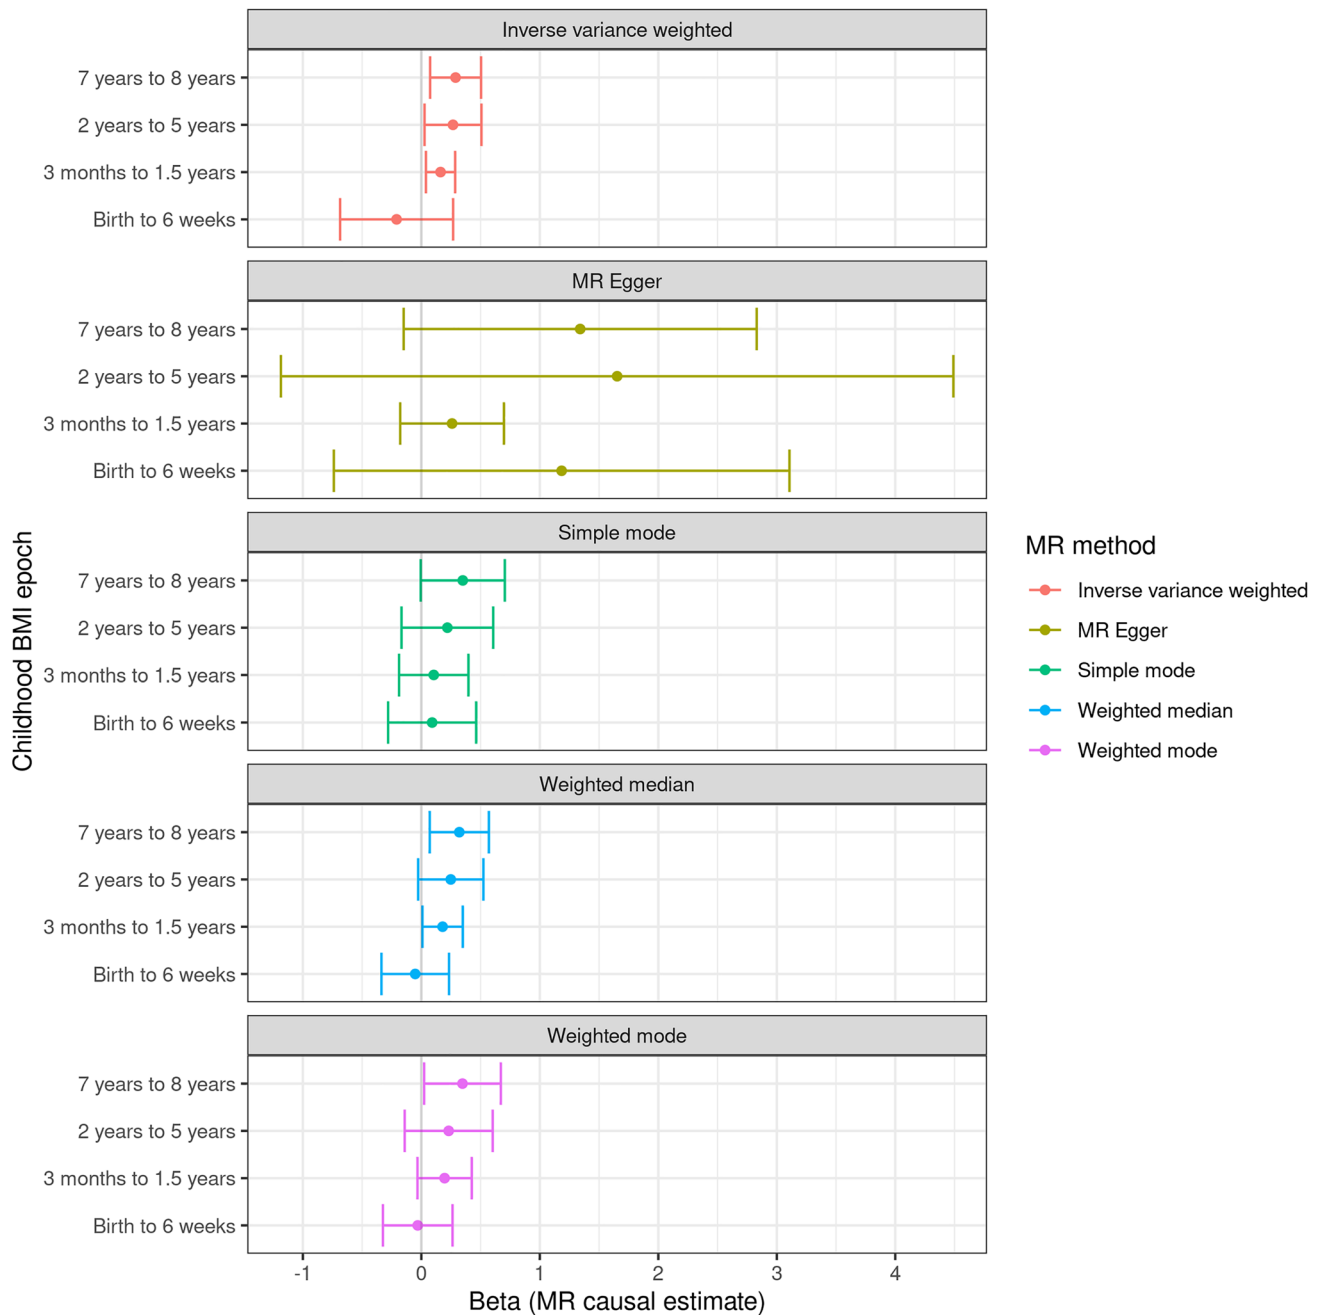 Inverse variance weighted
7 years to 8 years
2 years to 5 years
3 months to 1.5 years
Birth to 6 weeks
MR Egger
7 years to 8 years
2 years to 5 years
3 months to 1.5 years
Birth to 6 weeks
Simple mode
7 years to 8 years
2 years to 5 years
3 months to 1.5 years
Birth to 6 weeks
Weighted median
7 years to 8 years
2 years to 5 years
3 months to 1.5 years
Birth to 6 weeks
Weighted mode
7 years to 8 years
2 years to 5 years
3 months to 1.5 years
Birth to 6 weeks
-1 0 1 2 3 4
Beta (MR causal estimate)
Childhood BMI epoch
MR method
Inverse variance weighted
MR Egger
Simple mode
Weighted median
Weighted mode